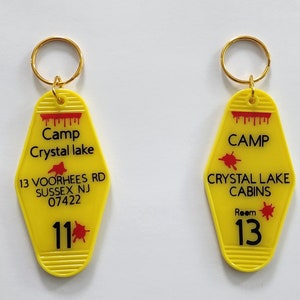 Camp
Crystal lake
13 VOORHEES RD
SUSSEX NJ
07422
11
CAMP
CRYSTAL LAKE
CABINS
Room
13